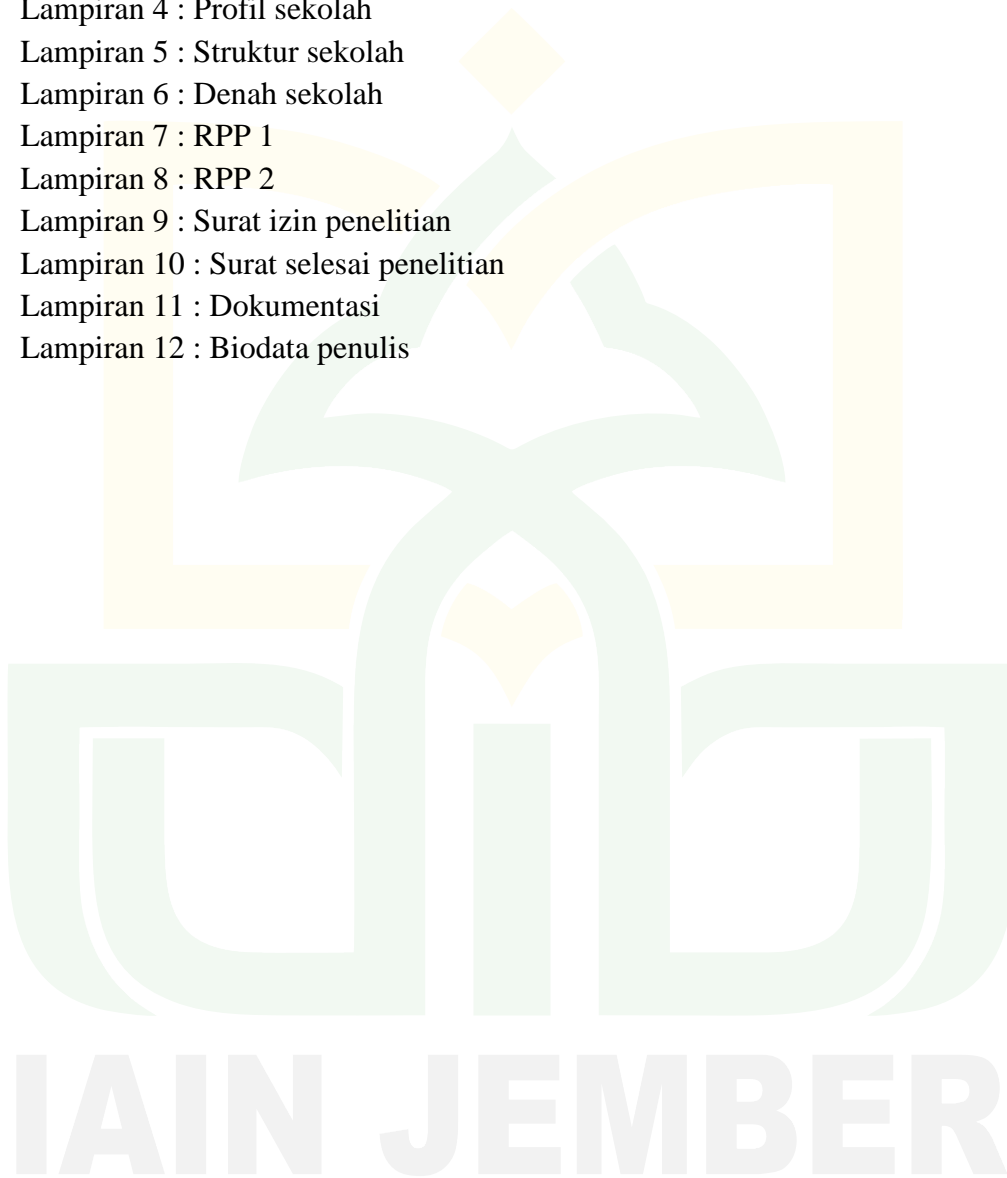 Lampiran 4 : Profil sekolah
Lampiran 5 : Struktur sekolah
Lampiran 6 : Denah sekolah
Lampiran 7 : RPP 1
Lampiran 8 : RPP 2
Lampiran 9 : Surat izin penelitian
Lampiran 10 : Surat selesai penelitian
Lampiran 11 : Dokumentasi
Lampiran 12 : Biodata penulis
IAIN JEMBER